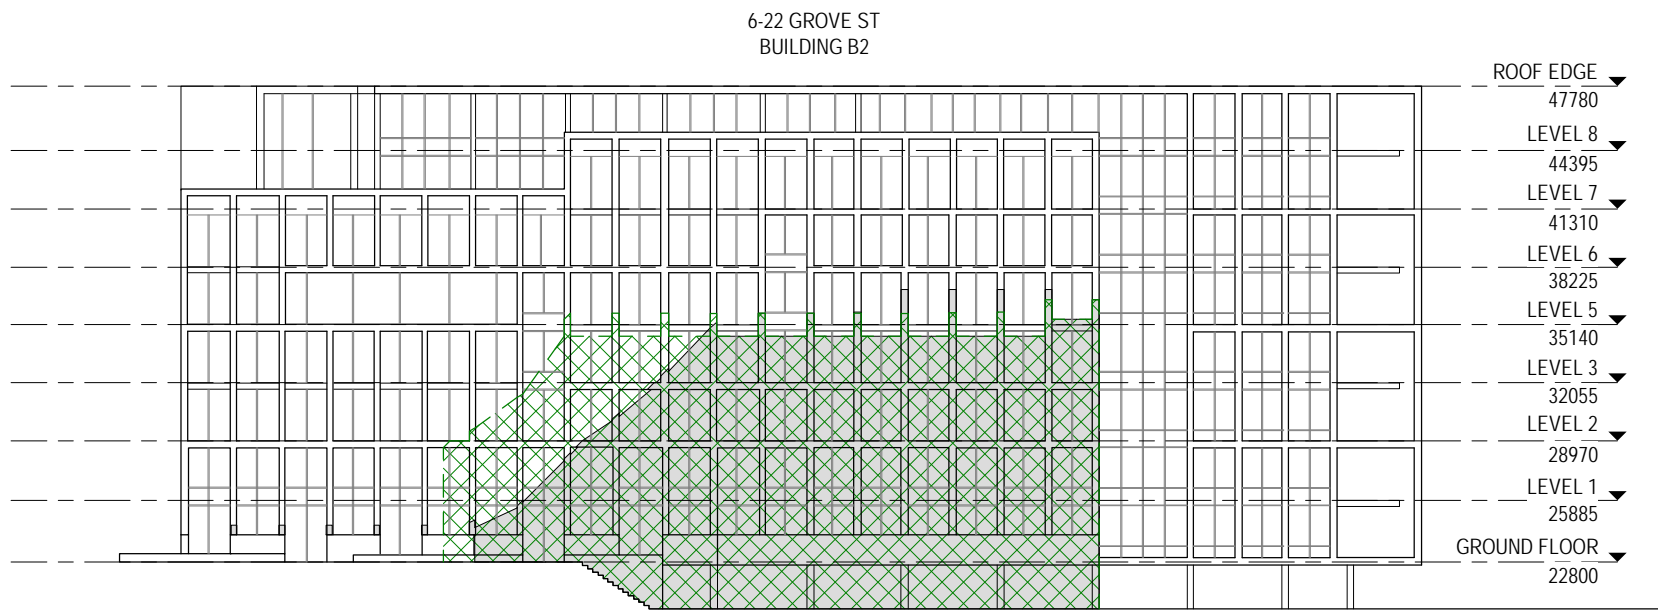 6-22 GROVE ST
BUILDING B2
ROOF EDGE
47780
LEVEL 8
44395
LEVEL 7
41310
LEVEL 6
38225
LEVEL 5
35140
LEVEL 3
32055
LEVEL 2
28970
LEVEL 1
25885
GROUND FLOOR
22800